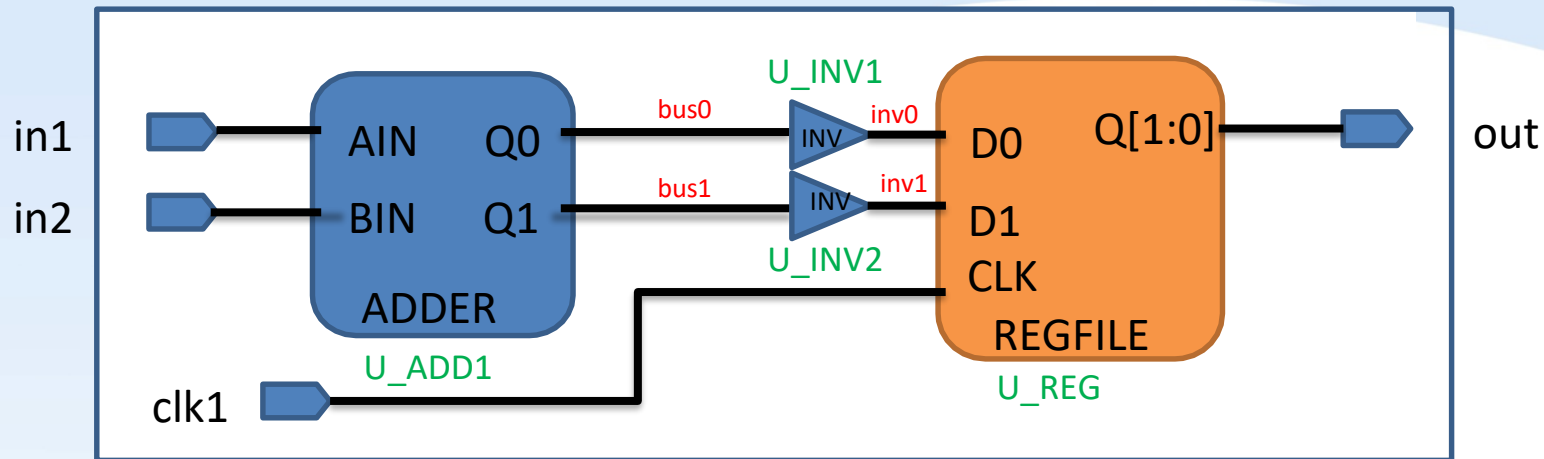 U_INV1
in1
AIN
Q0
bus0
INV
inv0
D0
Q[1:0]
out
in2
BIN
Q1
bus1
INV
inv1
D1
U_INV2
CLK
ADDER
REGFILE
U_ADD1
U_REG
clk1